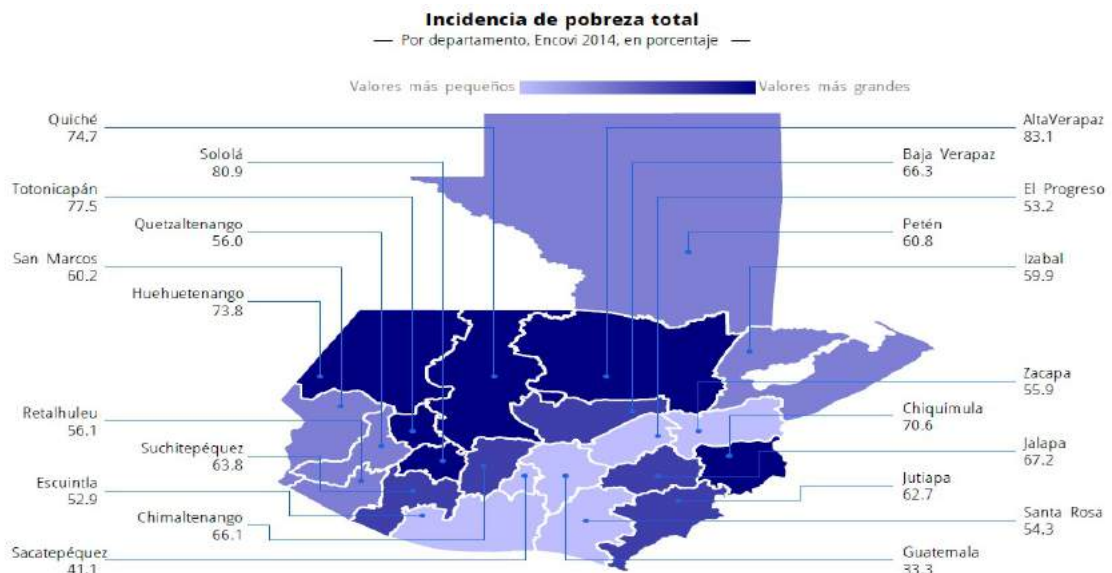 Incidencia de pobreza total
Por departamento, Encovi 2014, en porcentaje
Valores más pequeños
Valores más grandes
Quiché
74.7
Sololá
80.9
Totonicapán
77.5
Quetzaltenango
56.0
San Marcos
60.2
Huehuetenango
73.8
Retalhuleu
56.1
Suchitepéquez
63.8
Escuintla
52.9
Chimaltenango
66.1
Sacatepéquez
41.1
AltaVerapaz
83.1
Baja Verapaz
66.3
El Progreso
53.2
Petén
60.8
Izabal
59.9
Zacapa
55.9
Chiquimula
70.6
Jalapa
67.2
Jutiapa
62.7
Santa Rosa
54.3
Guatemala
33.3